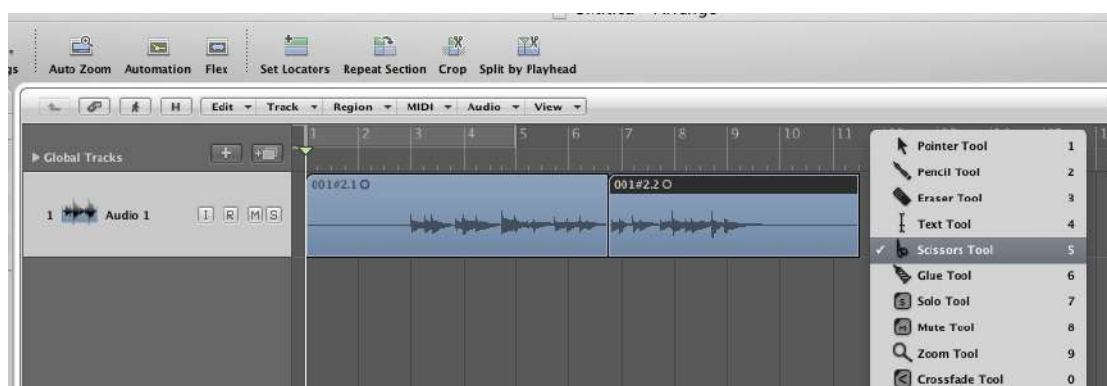 Auto Zoom Automation Flex Set Locators Repeat Section Crop Split by Playhead
H Edit Track Region MIDI Audio View
1 2 3 4 5 6 7 8 9 10 11
Global Tracks
001#2.1 001#2.2
1 Audio 1 I R M S
Pointer Tool 1
Pencil Tool 2
Eraser Tool 3
Text Tool 4
Scissors Tool 5
Glue Tool 6
Solo Tool 7
Mute Tool 8
Zoom Tool 9
Crossfade Tool 0